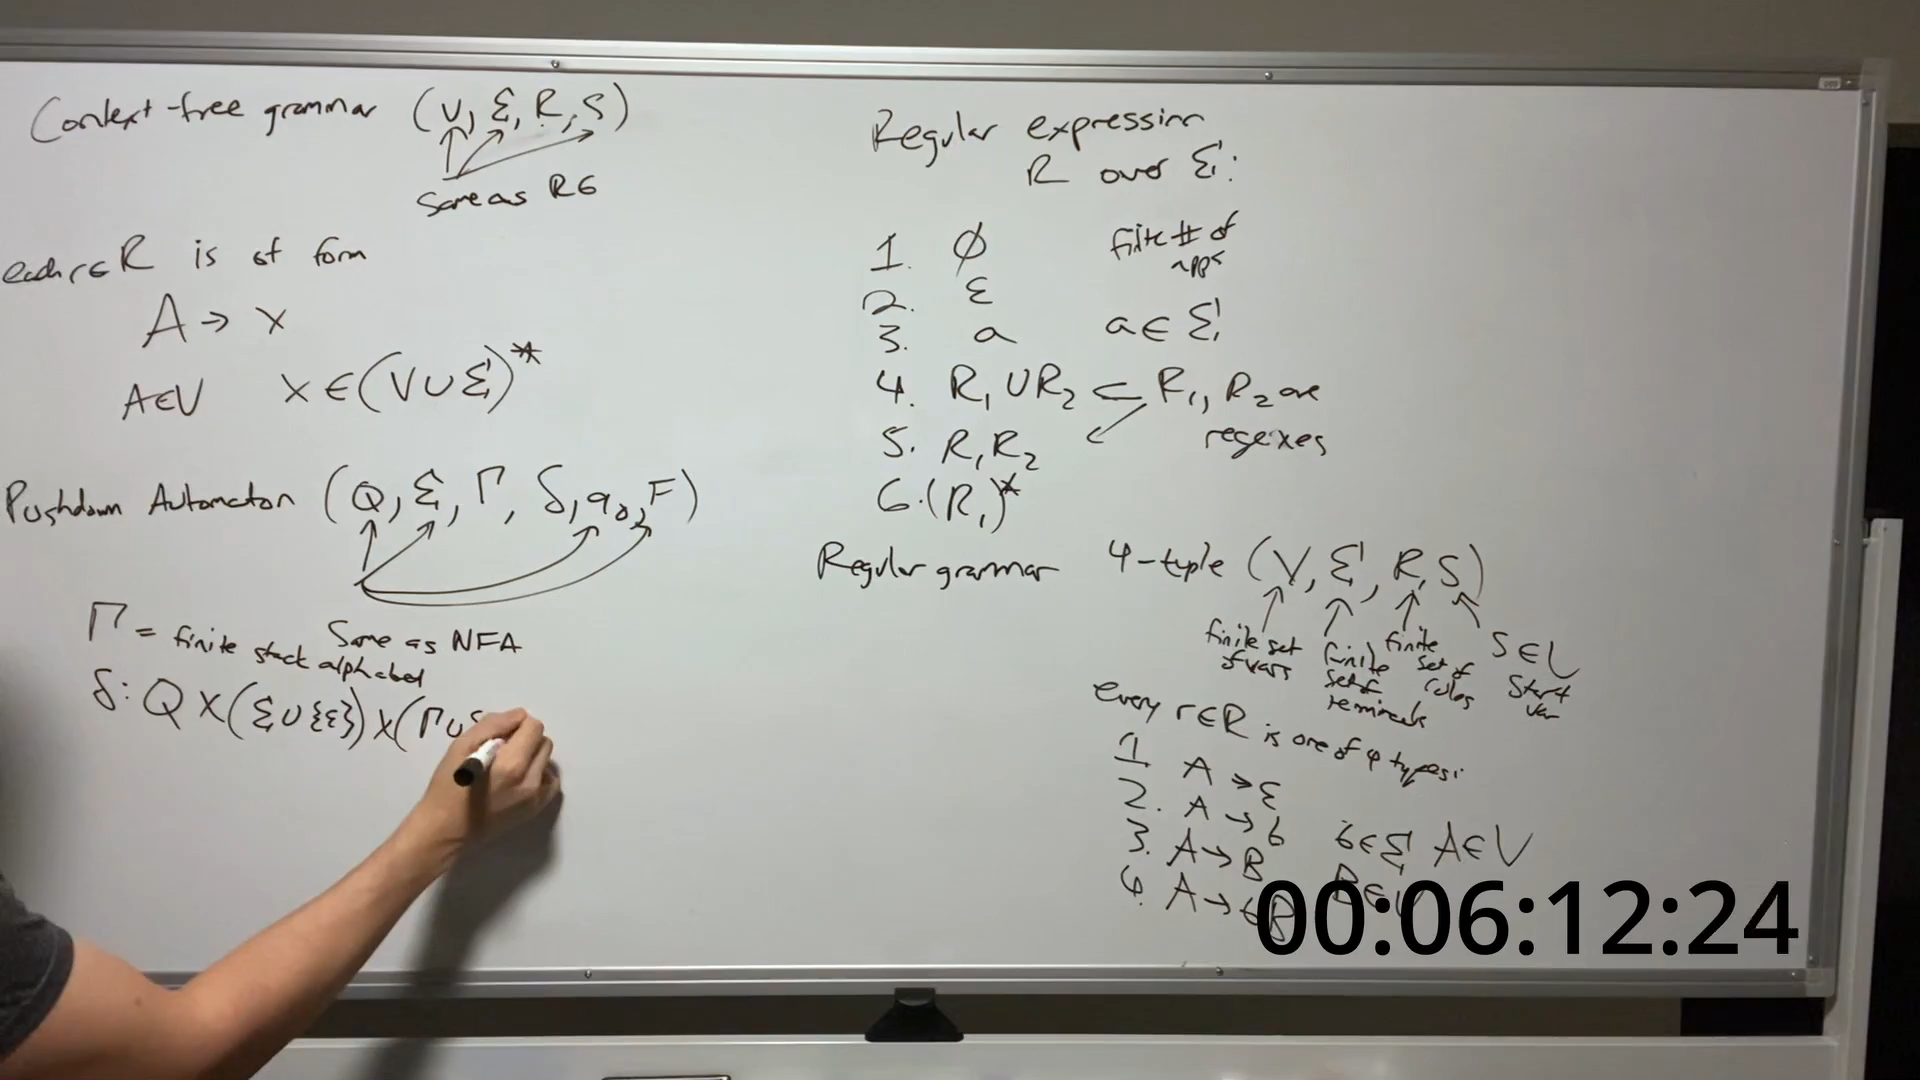 Context-free grammar (V, Σ, R, S)
Same as RG
each r∈R is of form
A → x
A∈V x∈(V∪Σ)*
Pushdown Automaton (Q, Σ, Γ, δ, q₀, F)
Same as NFA
Γ = finite stack alphabet
δ: Q×(Σ∪{ε})×(Γ∪
Regular expression
R over Σ:
1. ∅ finite # of
apps
2. ε
3. a a∈Σ
4. R₁∪R₂ ← R₁, R₂ are
regexes
5. R₁R₂
6. (R₁)*
Regular grammar 4-tuple (V, Σ, R, S)
finite set
of vars
finite
set of
terminals
finite
set of
rules
S∈V
start
var
every r∈R is one of 4 types:
1. A→ε
2. A→b
3. A→B b∈Σ A∈V
4. A→bB B∈V
00:06:12:24